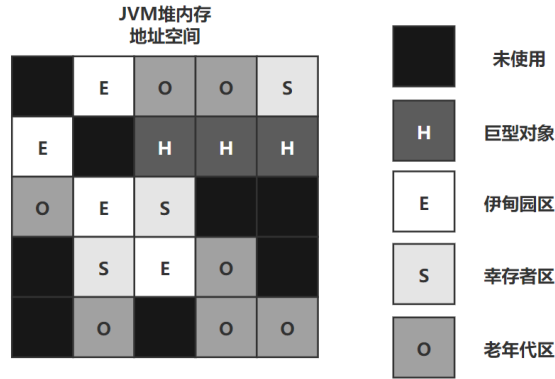 JVM堆内存
地址空间
E O O S
E H H H
O E S
S E O
O O O
未使用
H 巨型对象
E 伊甸园区
S 幸存者区
O 老年代区